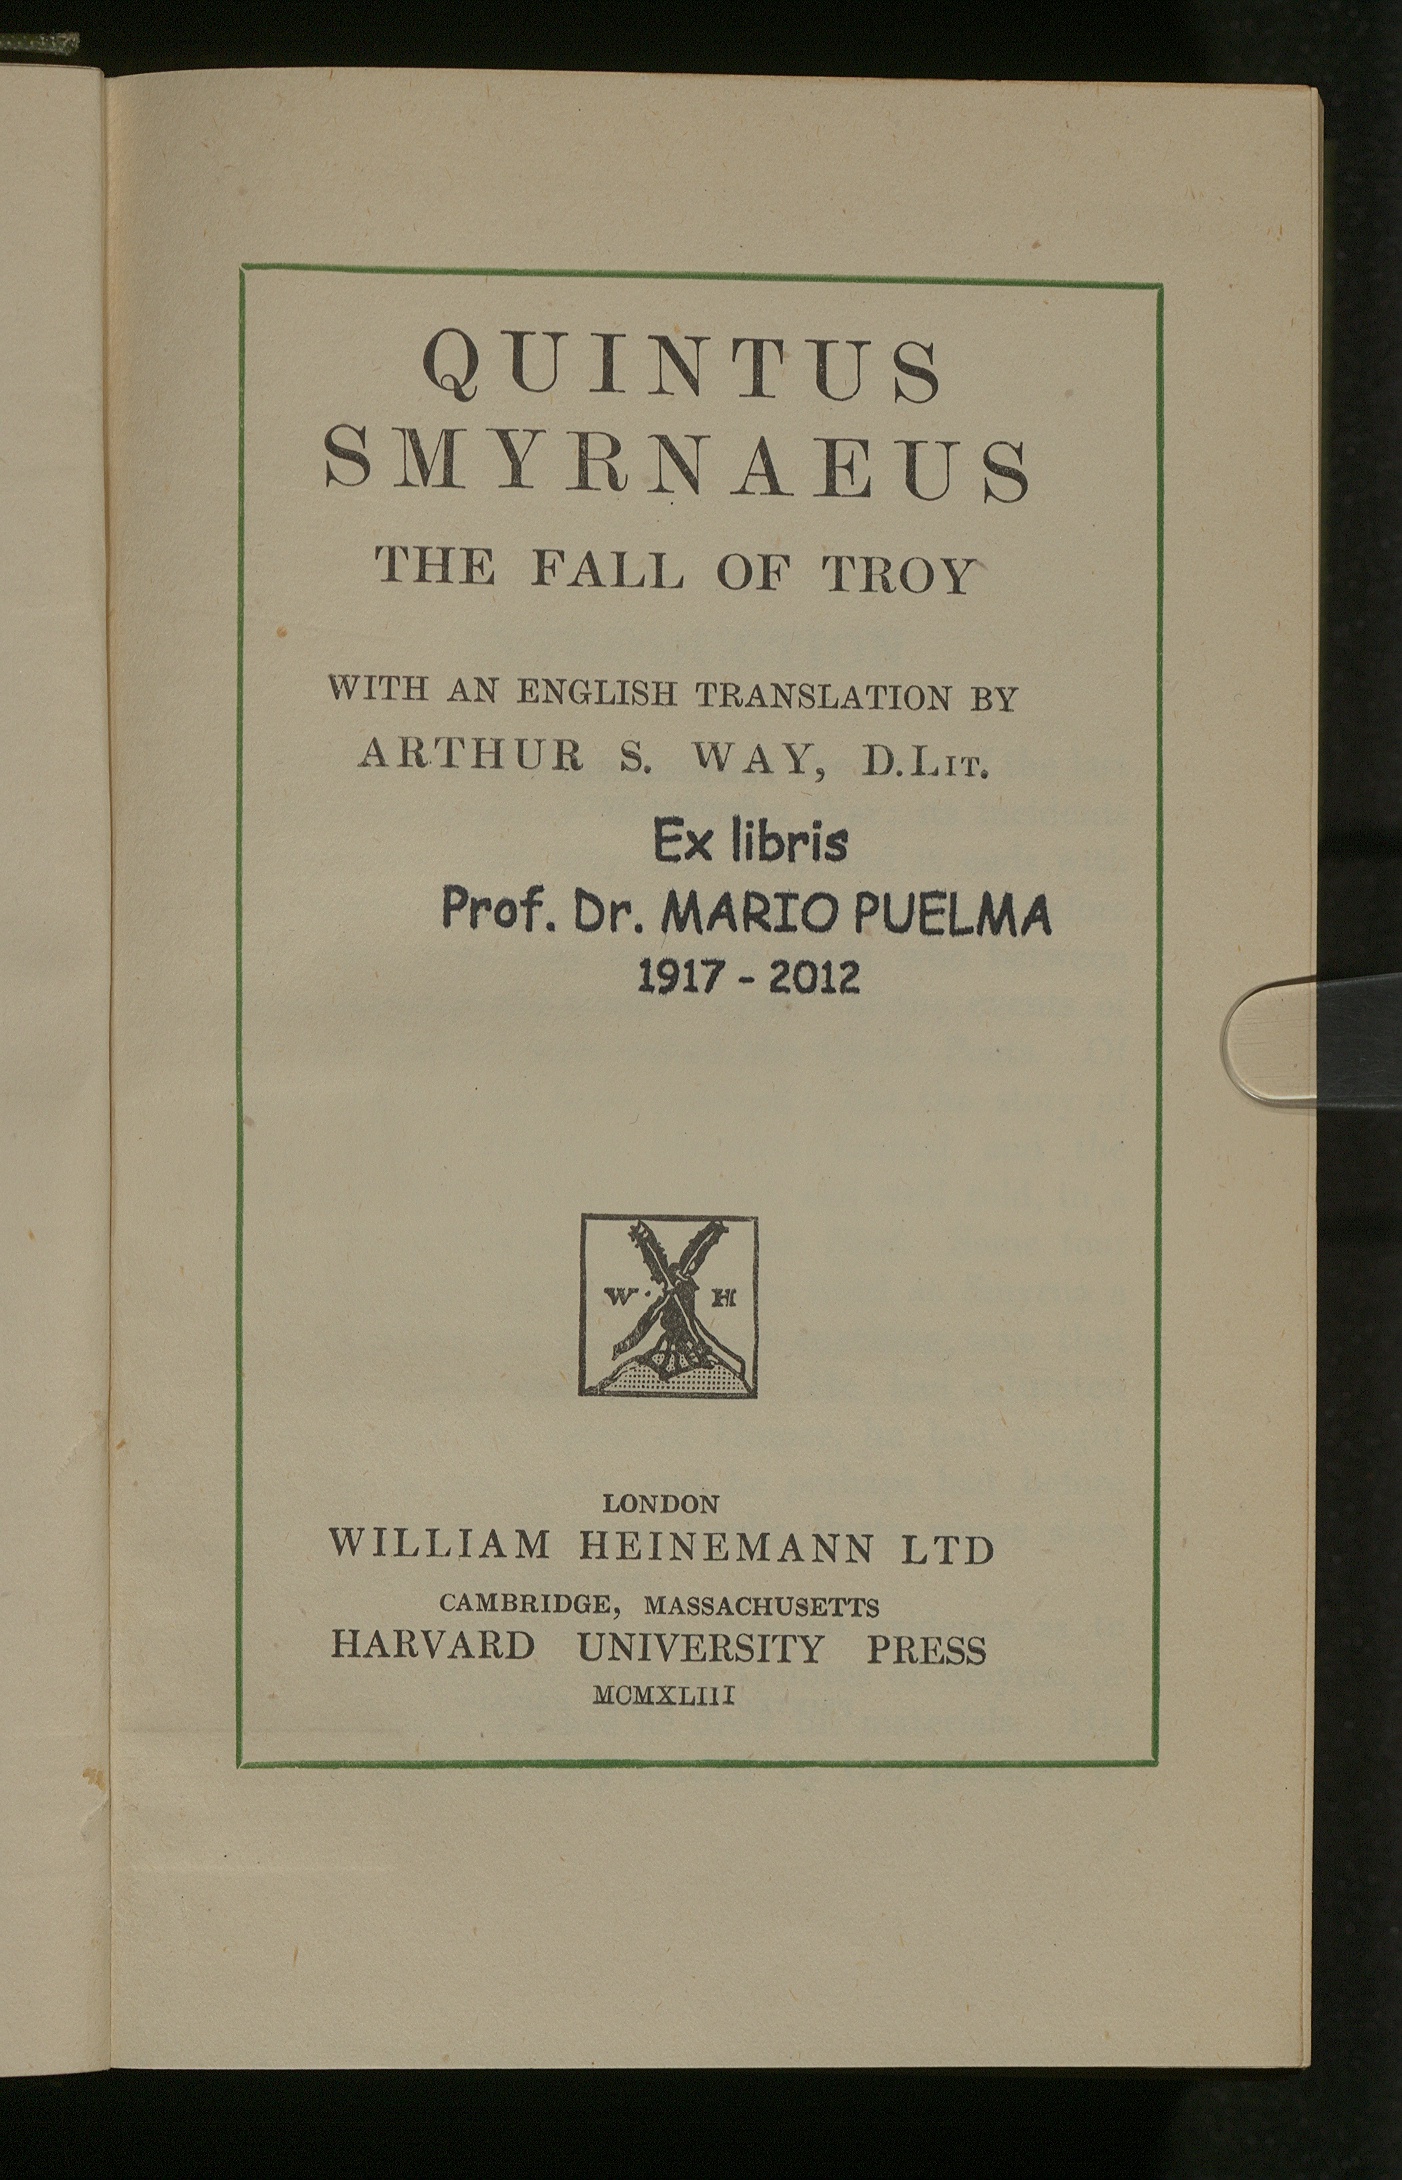 QUINTUS
SMYRNAEUS
THE FALL OF TROY
WITH AN ENGLISH TRANSLATION BY
ARTHUR S. WAY, D.LIT.
Ex libris
Prof. Dr. MARIO PUELMA
1917 - 2012
W · H
LONDON
WILLIAM HEINEMANN LTD
CAMBRIDGE, MASSACHUSETTS
HARVARD UNIVERSITY PRESS
MCMXLIII